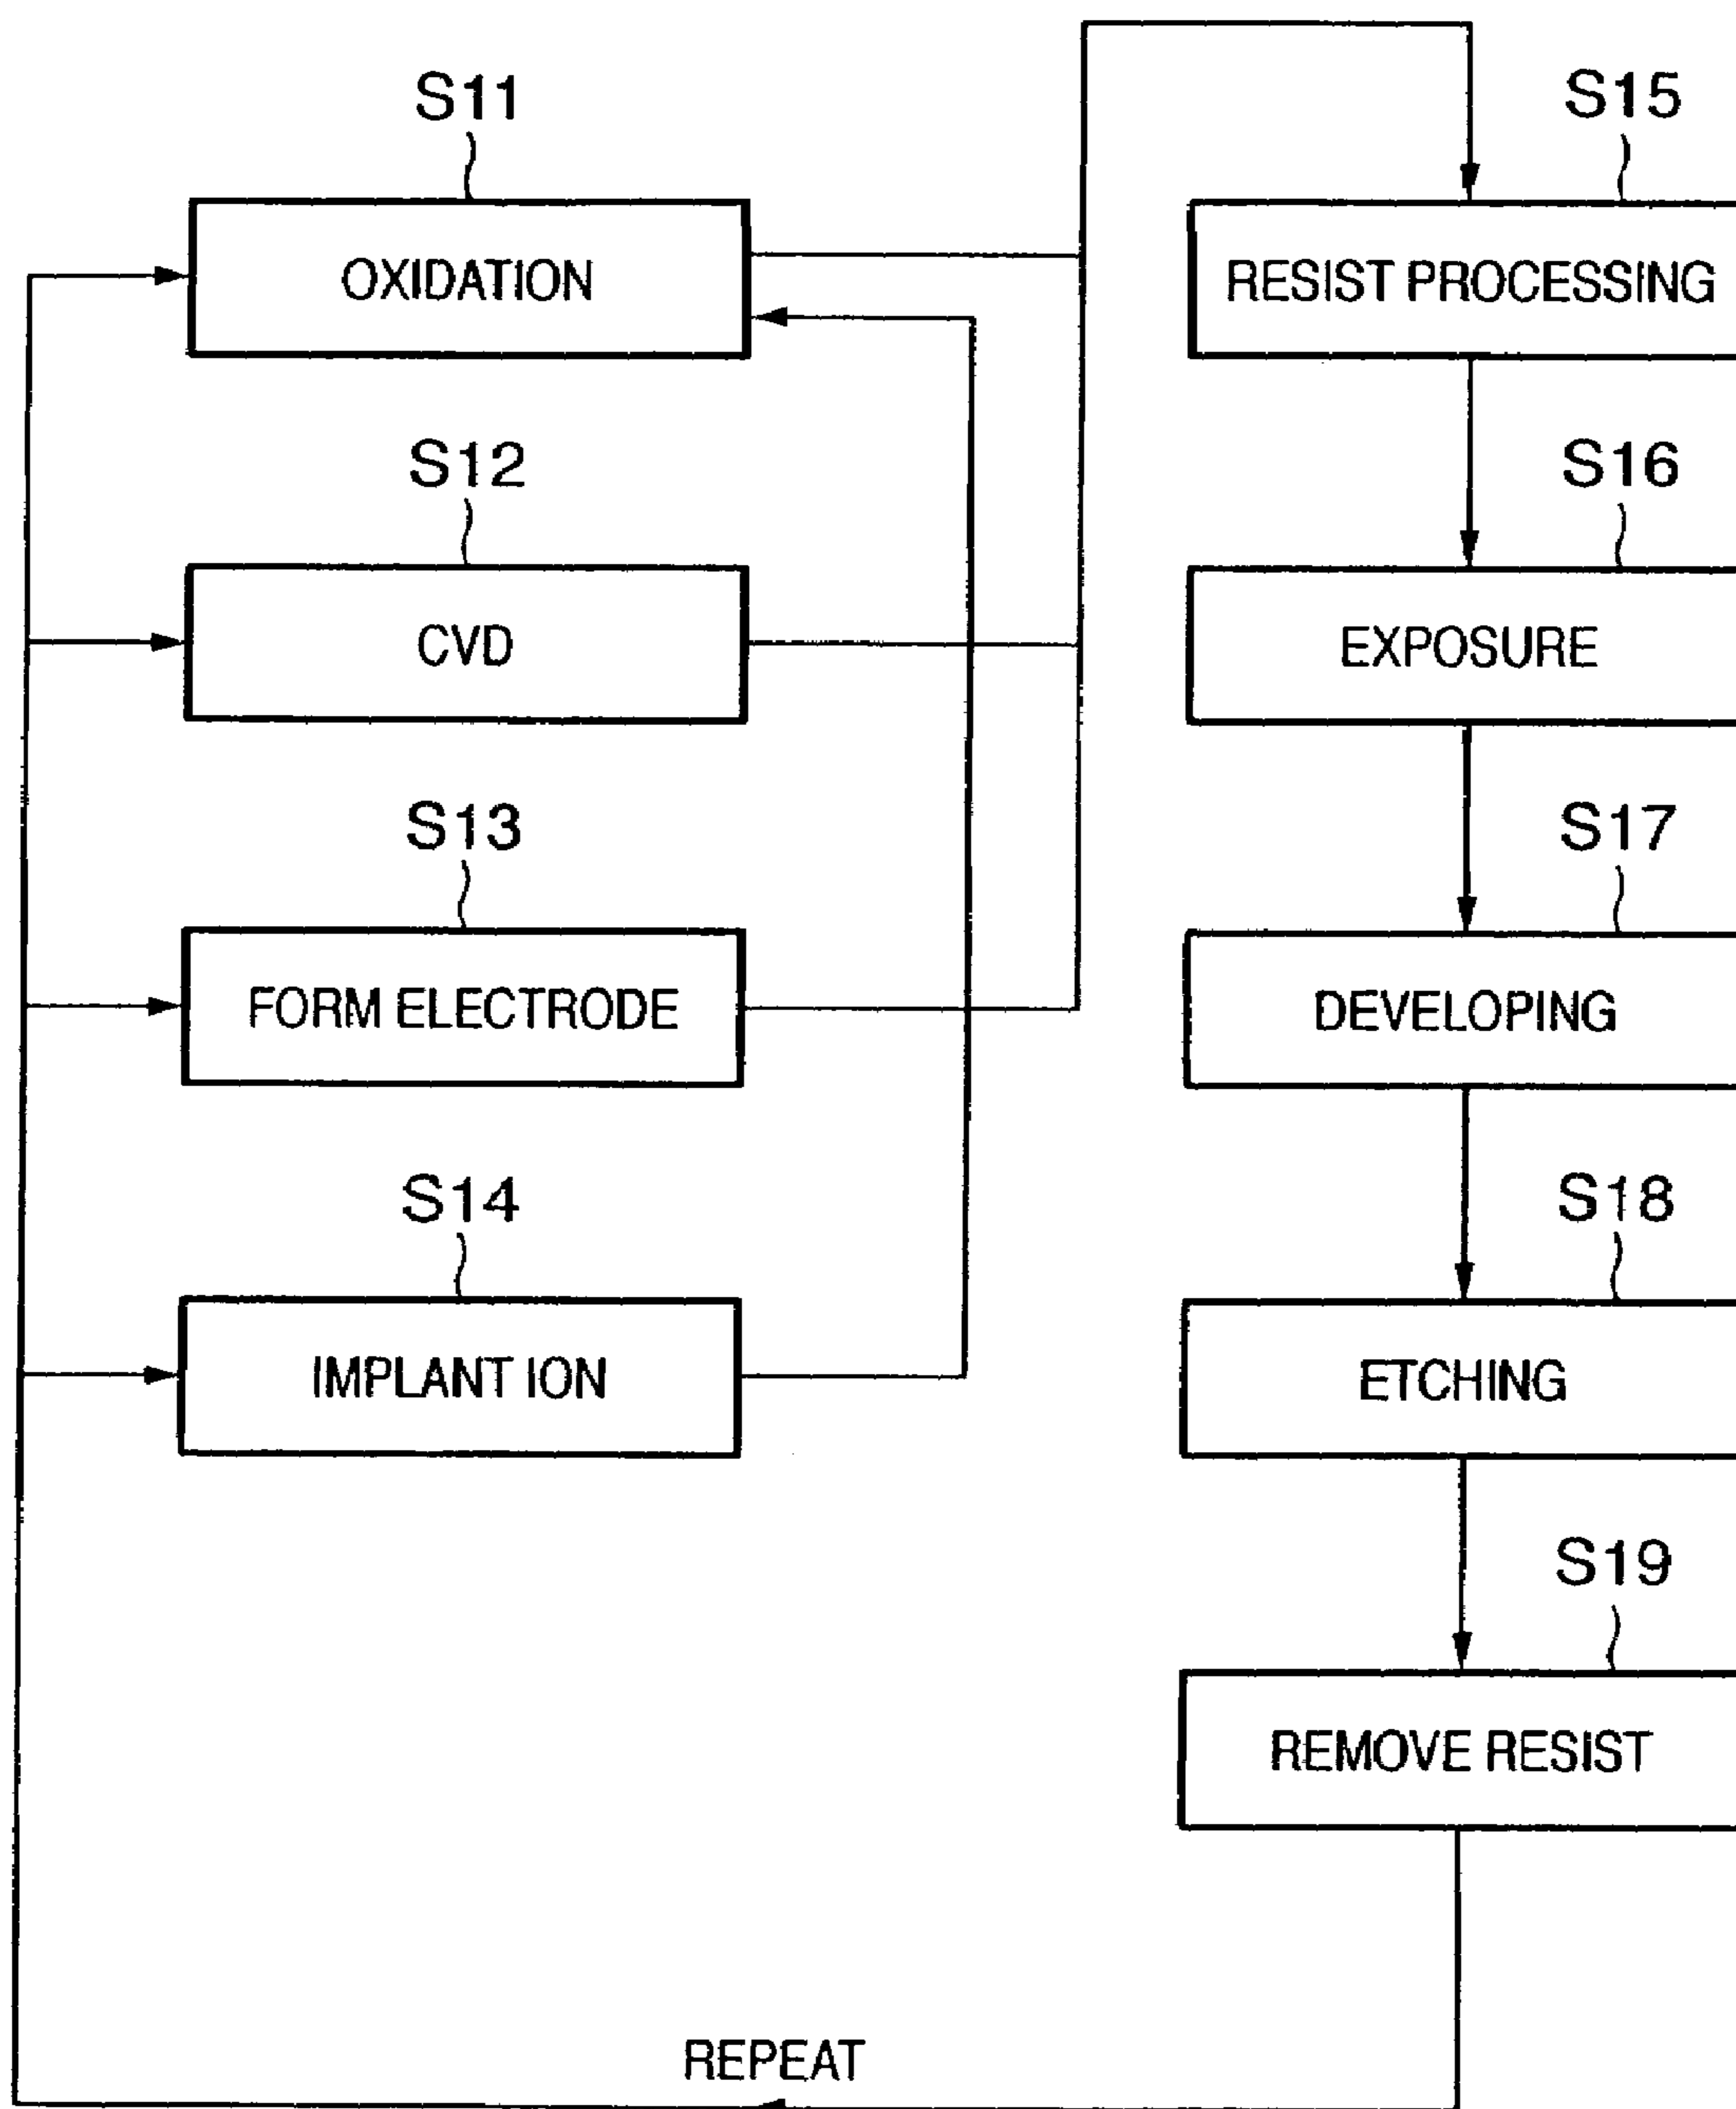 S11
OXIDATION
S12
CVD
S13
FORM ELECTRODE
S14
IMPLANT ION
S15
RESIST PROCESSING
S16
EXPOSURE
S17
DEVELOPING
S18
ETCHING
S19
REMOVE RESIST
REPEAT